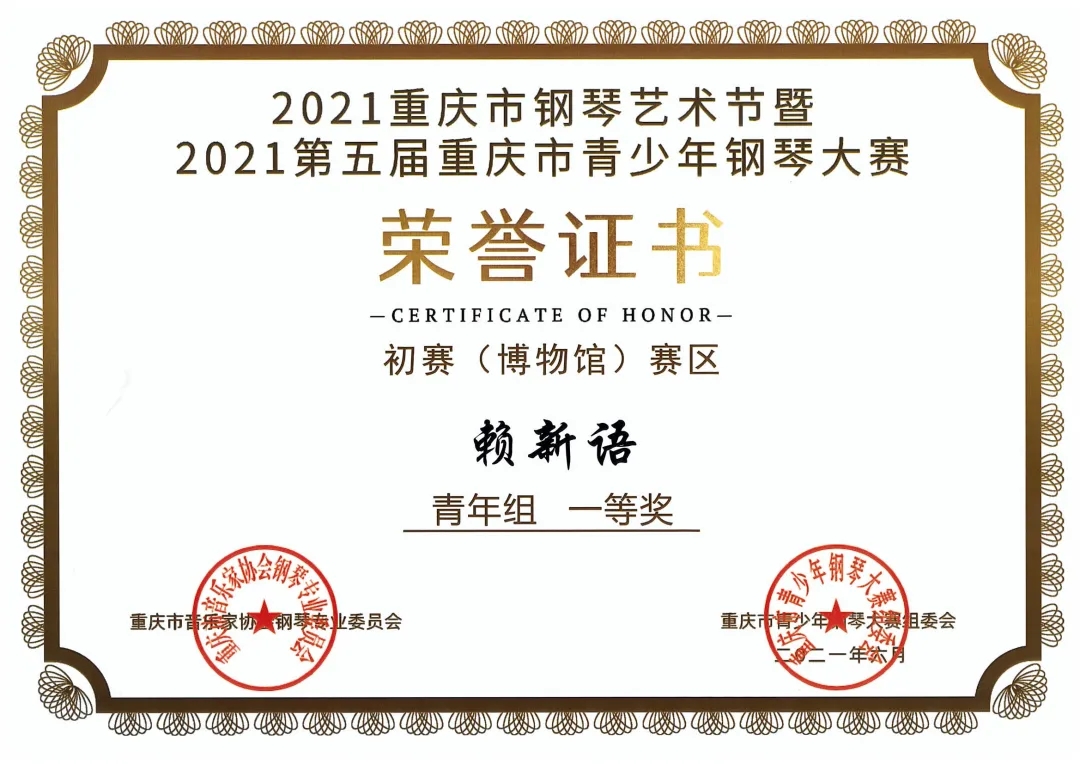 2021重庆市钢琴艺术节暨
2021第五届重庆市青少年钢琴大赛
荣誉证书
—CERTIFICATE OF HONOR—
初赛（博物馆）赛区
赖新语
青年组 一等奖
重庆市音乐家协会钢琴专业委员会
重庆市音乐家协会钢琴专业委员会
重庆市青少年钢琴大赛组委会
重庆市青少年钢琴大赛组委会
二〇二一年六月